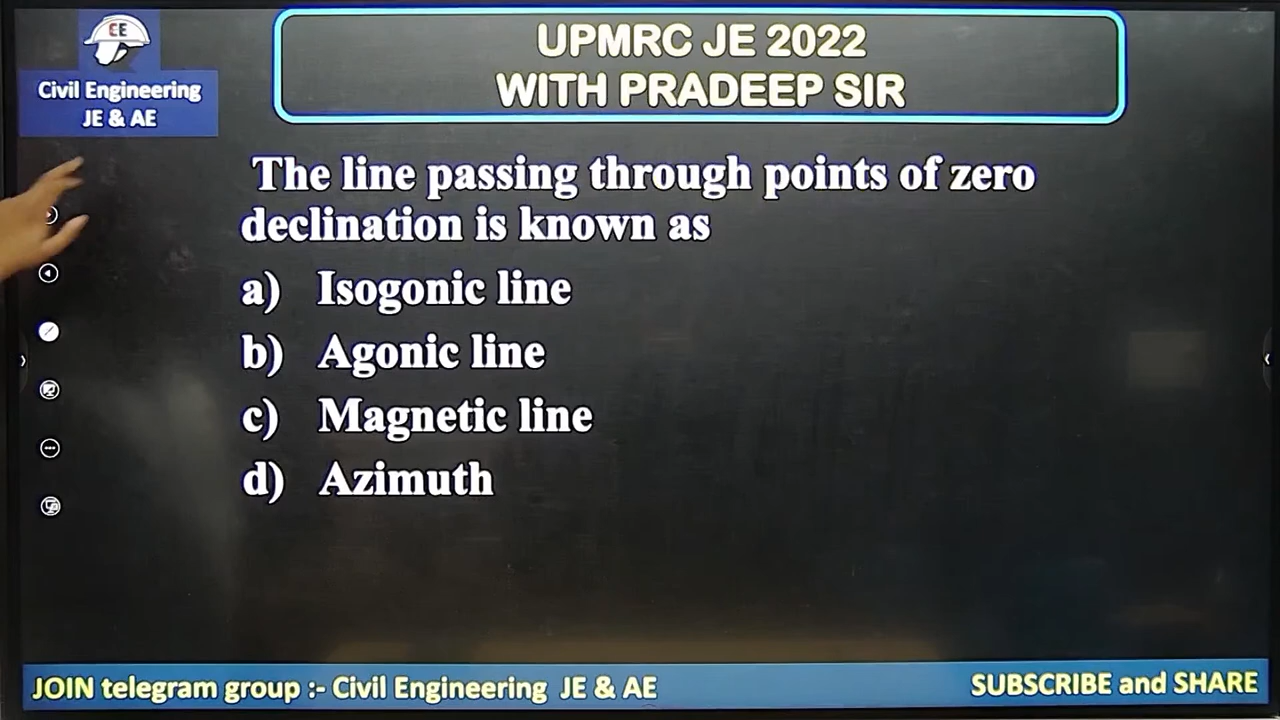 EE
Civil Engineering
JE & AE
UPMRC JE 2022
WITH PRADEEP SIR
The line passing through points of zero
declination is known as
a) Isogonic line
b) Agonic line
c) Magnetic line
d) Azimuth
JOIN telegram group :- Civil Engineering JE & AE
SUBSCRIBE and SHARE